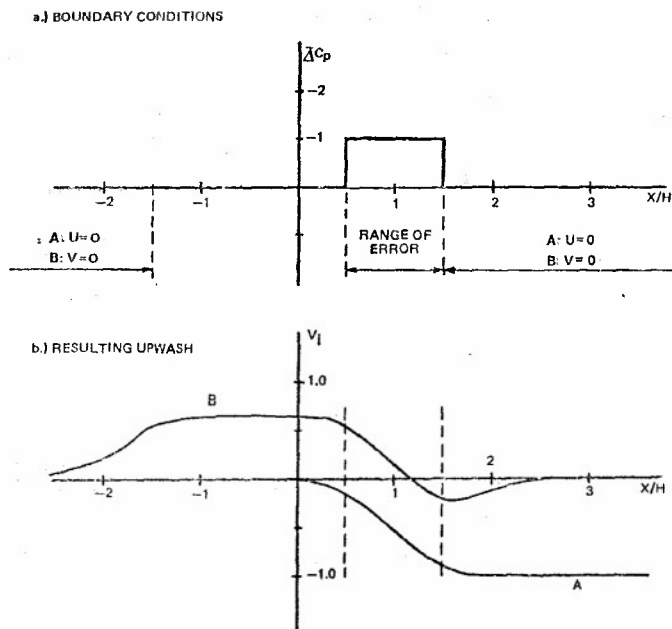 a.) BOUNDARY CONDITIONS
ΔCp
-2
-1
-2
-1
1
2
3
X/H
A: U=0
B: V=0
RANGE OF
ERROR
A: U=0
B: V=0
b.) RESULTING UPWASH
Vi
1.0
B
2
-2
-1
1
3
X/H
-1.0
A